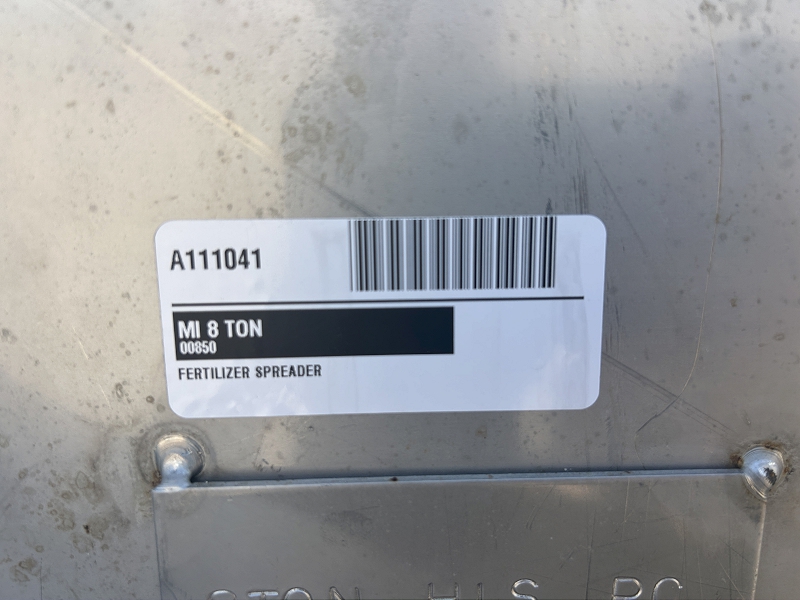 A111041
MI 8 TON
00850
FERTILIZER SPREADER